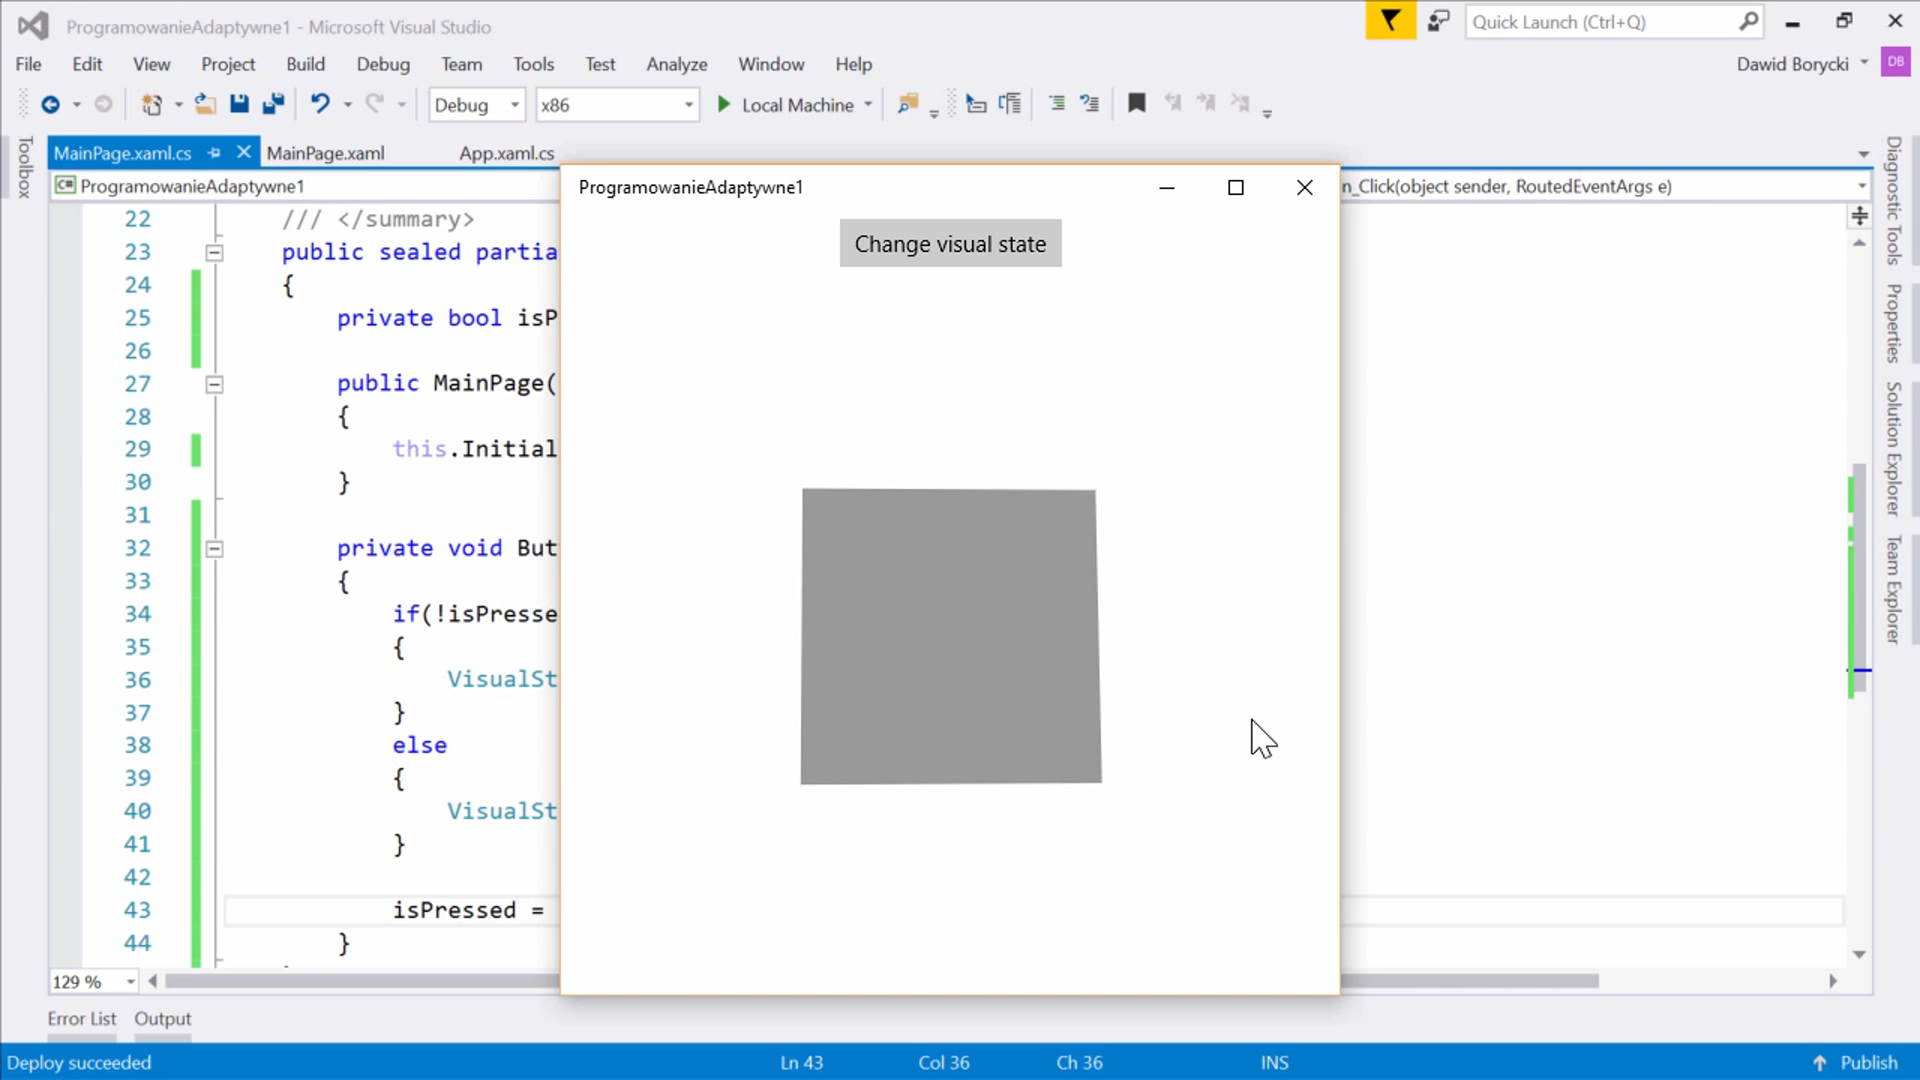 ProgramowanieAdaptywne1 - Microsoft Visual Studio
Quick Launch (Ctrl+Q)
File Edit View Project Build Debug Team Tools Test Analyze Window Help
Dawid Borycki
DB
Debug
x86
Local Machine
Toolbox
MainPage.xaml.cs
MainPage.xaml
App.xaml.cs
C#
ProgramowanieAdaptywne1
n_Click(object sender, RoutedEventArgs e)
22 /// </summary>
23 public sealed partia
24 {
25 private bool isP
26
27 public MainPage(
28 {
29 this.Initial
30 }
31
32 private void But
33 {
34 if(!isPresse
35 {
36 VisualSt
37 }
38 else
39 {
40 VisualSt
41 }
42
43 isPressed =
44 }
ProgramowanieAdaptywne1
Change visual state
Diagnostic Tools
Properties
Solution Explorer
Team Explorer
129 %
Error List
Output
Deploy succeeded
Ln 43
Col 36
Ch 36
INS
Publish